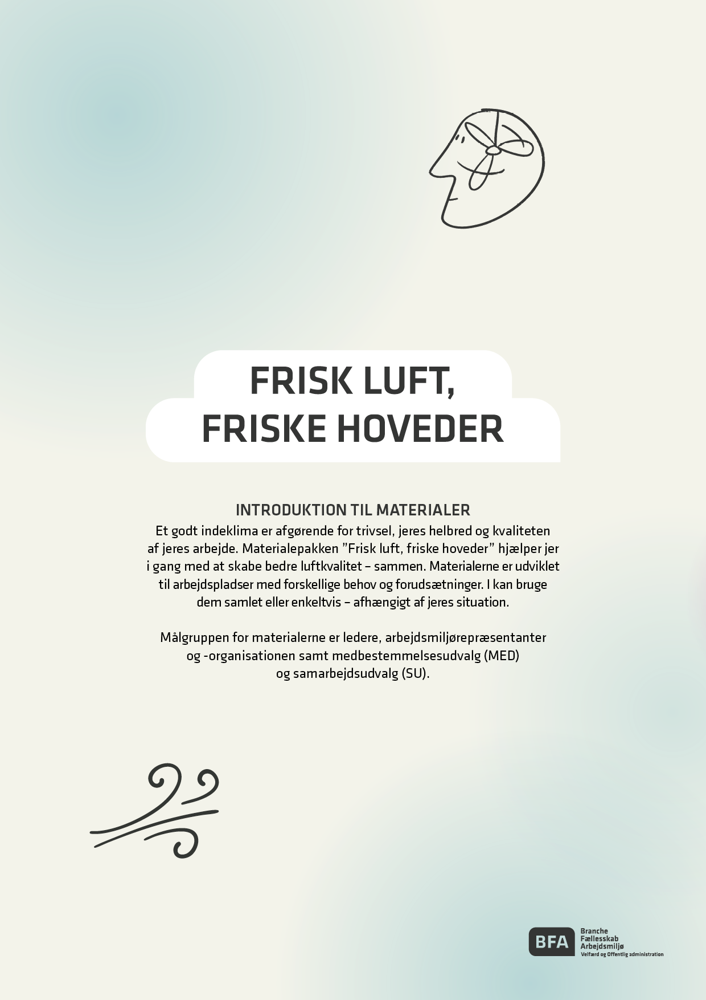 FRISK LUFT,
FRISKE HOVEDER
INTRODUKTION TIL MATERIALER
Et godt indeklima er afgørende for trivsel, jeres helbred og kvaliteten
af jeres arbejde. Materialepakken ”Frisk luft, friske hoveder” hjælper jer
i gang med at skabe bedre luftkvalitet – sammen. Materialerne er udviklet
til arbejdspladser med forskellige behov og forudsætninger. I kan bruge
dem samlet eller enkeltvis – afhængigt af jeres situation.
Målgruppen for materialerne er ledere, arbejdsmiljørepræsentanter
og -organisationen samt medbestemmelsesudvalg (MED)
og samarbejdsudvalg (SU).
BFA
Branche
Fællesskab
Arbejdsmiljø
Velfærd og Offentlig administration